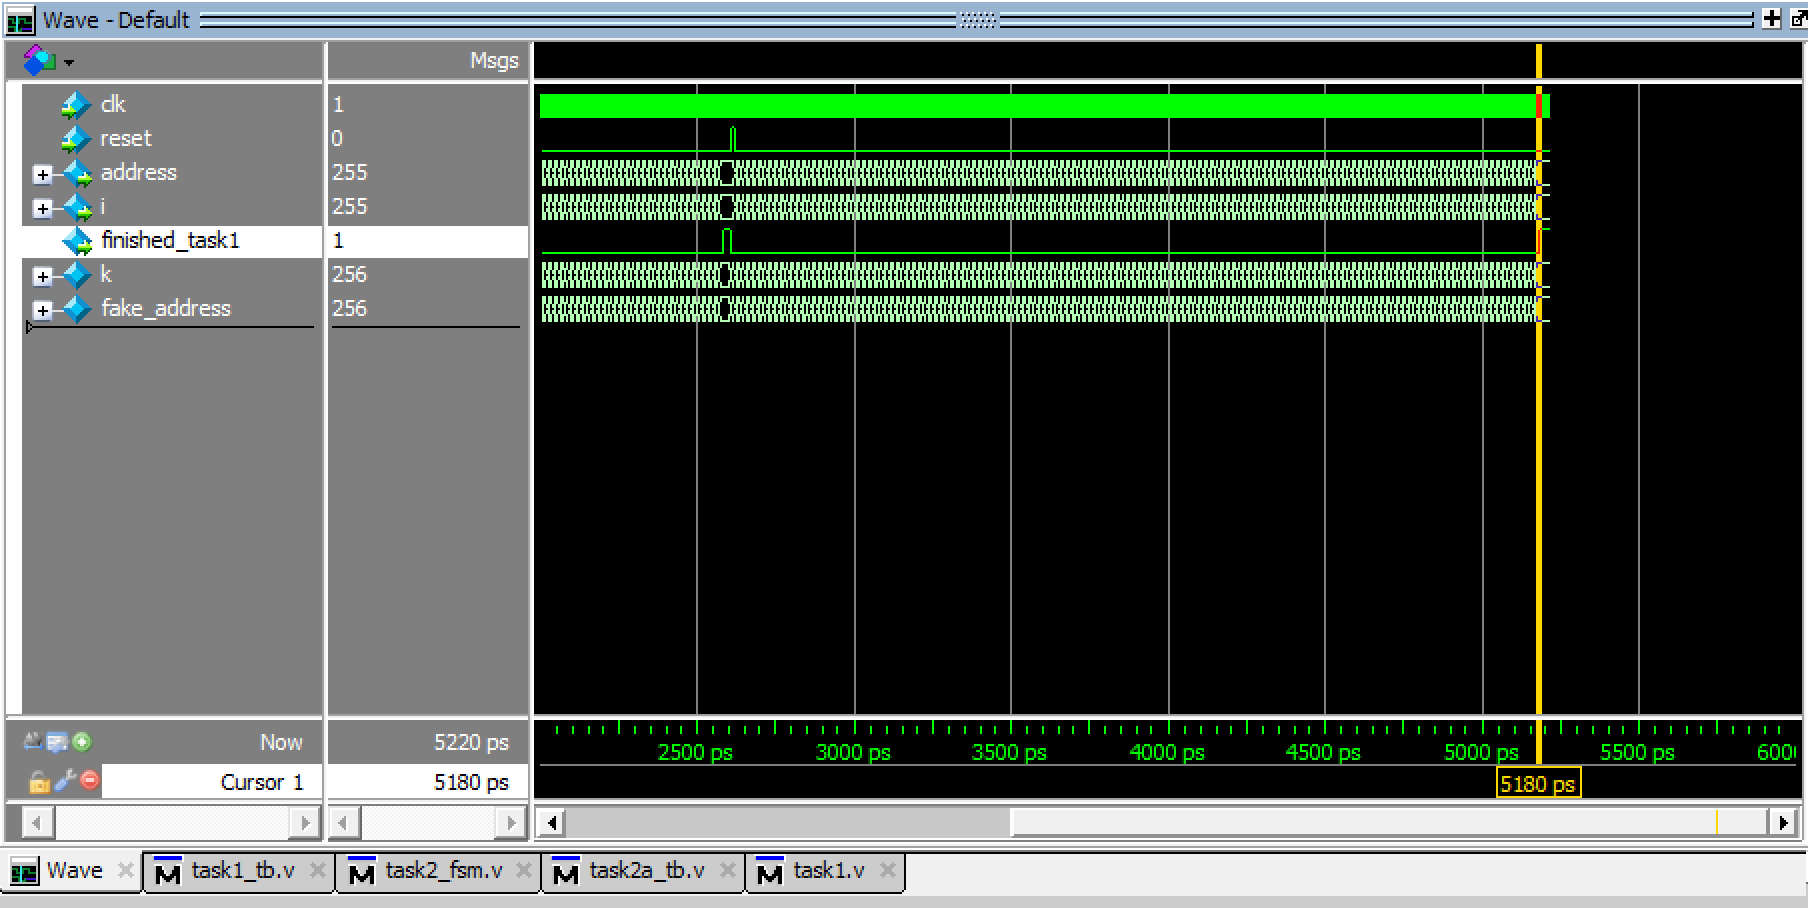 Wave - Default
Msgs
clk 1
reset 0
address 255
i 255
finished_task1 1
k 256
fake_address 256
Now 5220 ps
2500 ps 3000 ps 3500 ps 4000 ps 4500 ps 5000 ps 5500 ps 600
Cursor 1 5180 ps 5180 ps
Wave task1_tb.v task2_fsm.v task2a_tb.v task1.v